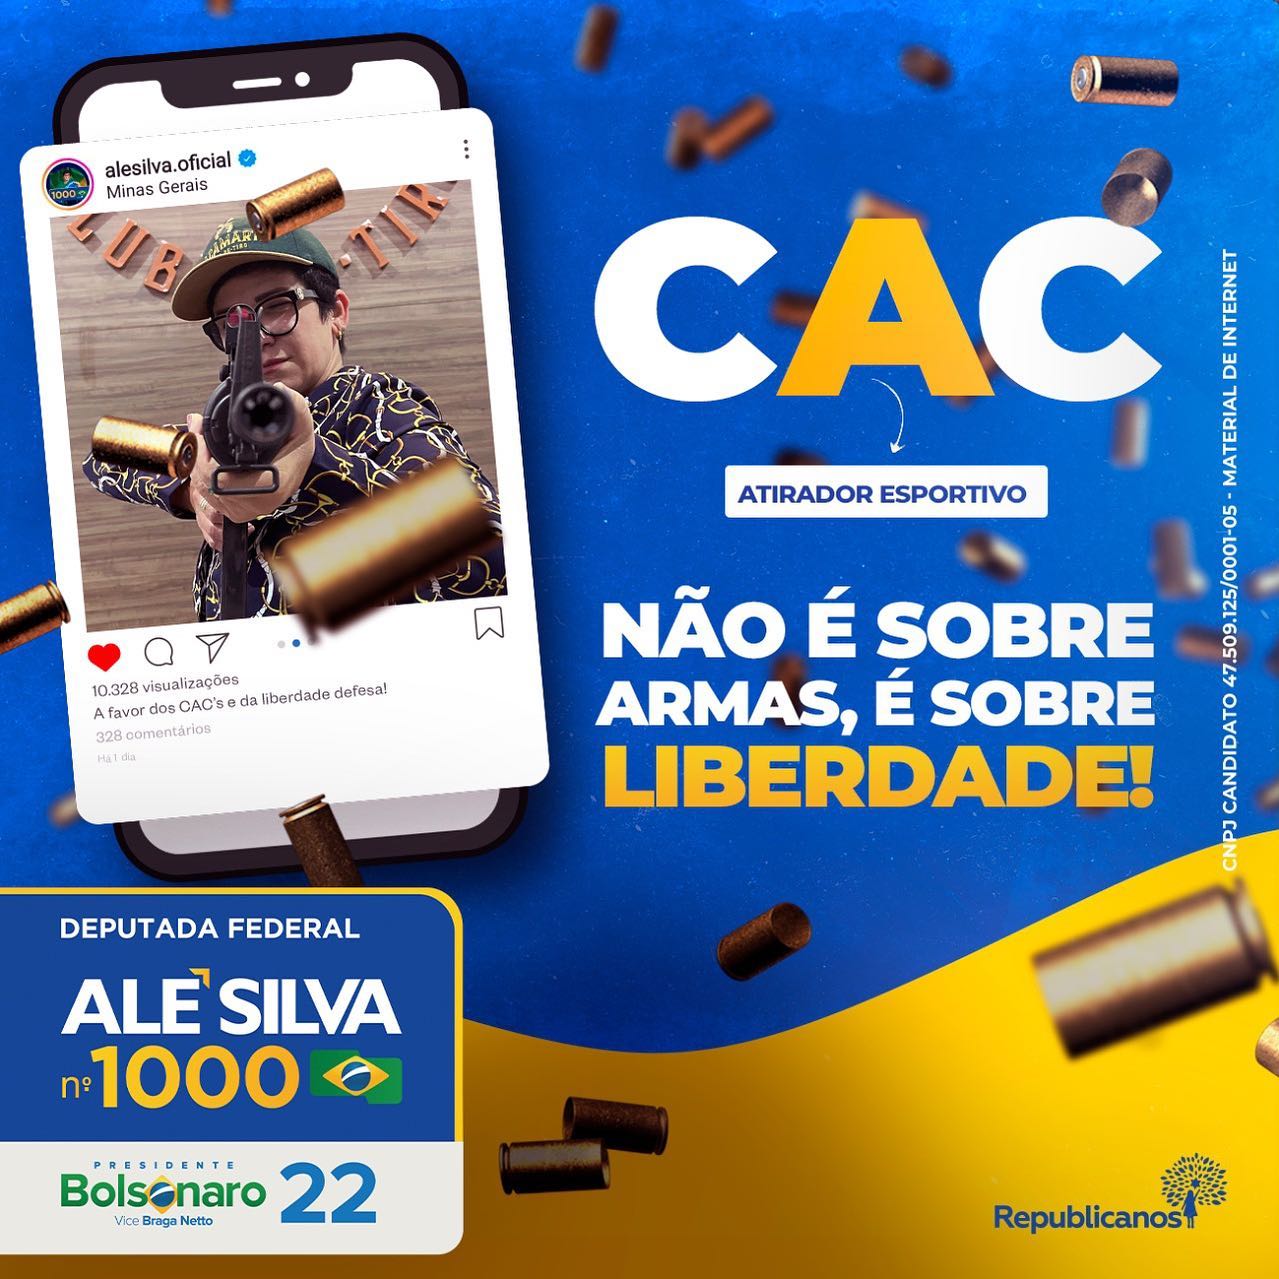 alesilva.oficial
Minas Gerais
1000
LUB
TIR
10.328 visualizações
A favor dos CAC's e da liberdade defesa!
328 comentários
Há 1 dia
CAC
ATIRADOR ESPORTIVO
NÃO É SOBRE
ARMAS, É SOBRE
LIBERDADE!
CNPJ CANDIDATO 47.509.125/0001-05 - MATERIAL DE INTERNET
DEPUTADA FEDERAL
ALÊ SILVA
nº 1000
PRESIDENTE
Bolsonaro 22
Vice Braga Netto
Republicanos